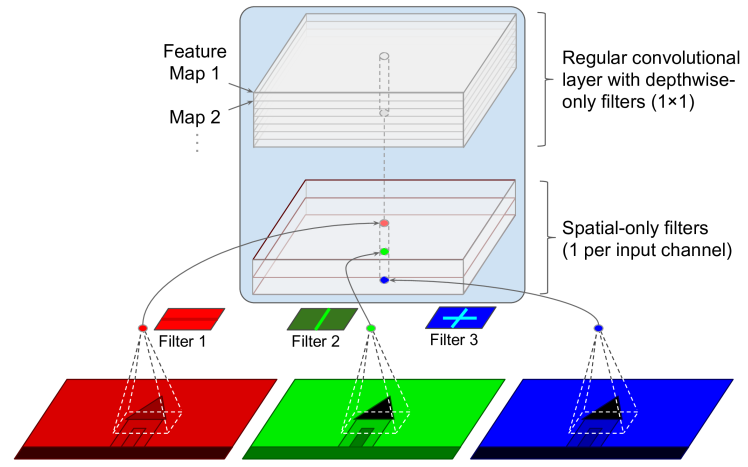 Feature
Map 1
Map 2
⋮
Regular convolutional
layer with depthwise-
only filters (1×1)
Spatial-only filters
(1 per input channel)
Filter 1
Filter 2
Filter 3